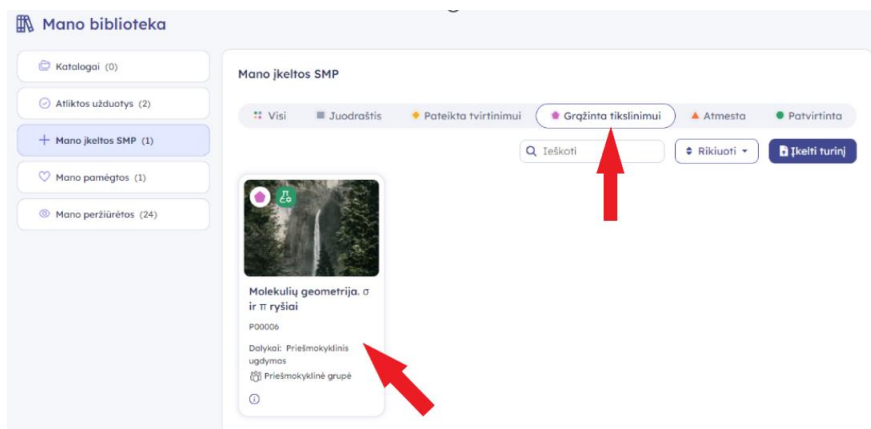 Mano biblioteka
Katalogai (0)
Atliktos užduotys (2)
Mano įkeltos SMP (1)
Mano pamėgtos (1)
Mano peržiūrėtos (24)
Mano įkeltos SMP
Visi Juodraštis Pateikta tvirtinimui Grąžinta tikslinimui Atmesta Patvirtinta
Ieškoti Rikiuoti Įkelti turinį
Molekulių geometrija. σ
ir π ryšiai
P00006
Dalykai: Priešmokyklinis
ugdymas
Priešmokyklinė grupė